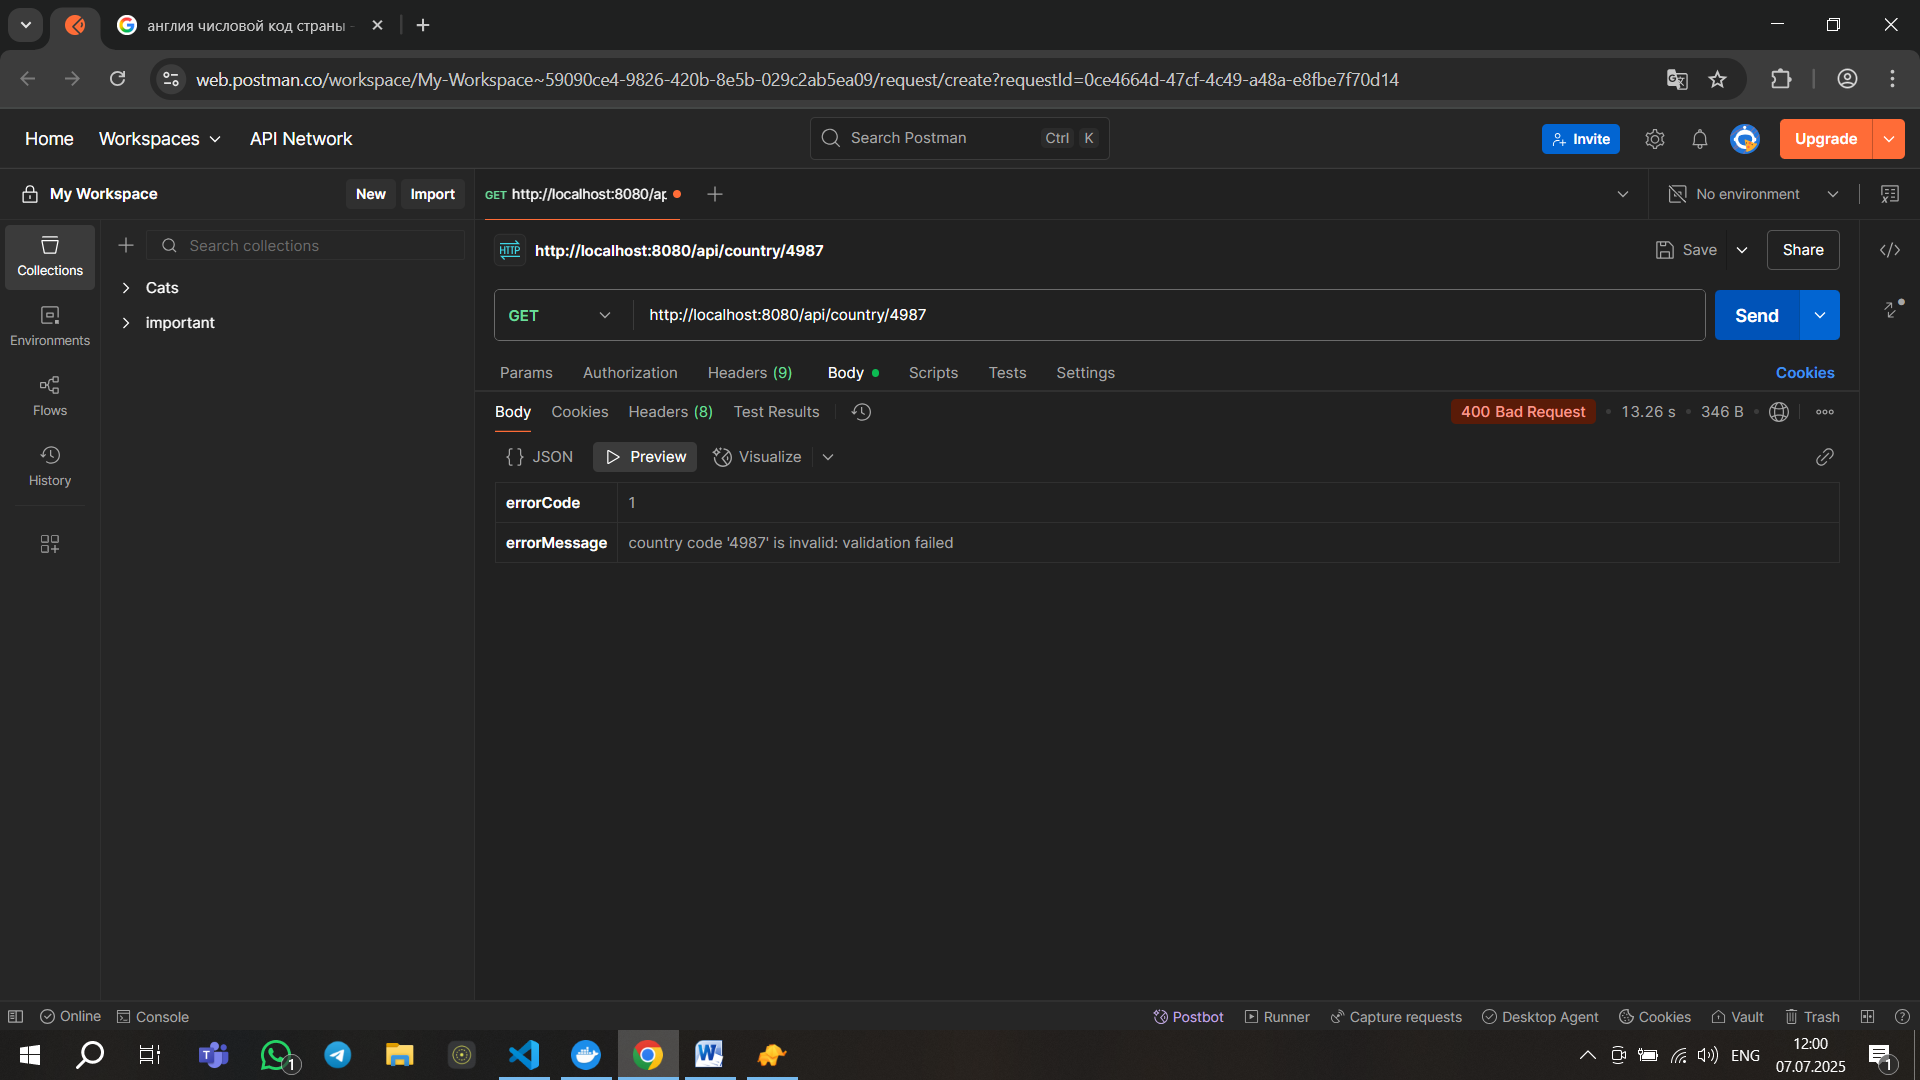 англия числовой код страны -
web.postman.co/workspace/My-Workspace~59090ce4-9826-420b-8e5b-029c2ab5ea09/request/create?requestId=0ce4664d-47cf-4c49-a48a-e8fbe7f70d14
Home Workspaces API Network Search Postman Ctrl K Invite Upgrade
My Workspace New Import GET http://localhost:8080/ap No environment
Search collections HTTP http://localhost:8080/api/country/4987 Save Share
Collections
Cats
important
Environments
Flows
History
GET http://localhost:8080/api/country/4987 Send
Params Authorization Headers (9) Body Scripts Tests Settings Cookies
Body Cookies Headers (8) Test Results 400 Bad Request • 13.26 s • 346 B •
{} JSON Preview Visualize
errorCode 1
errorMessage country code '4987' is invalid: validation failed
Online Console Postbot Runner Capture requests Desktop Agent Cookies Vault Trash
1 ENG 12:00 1
07.07.2025